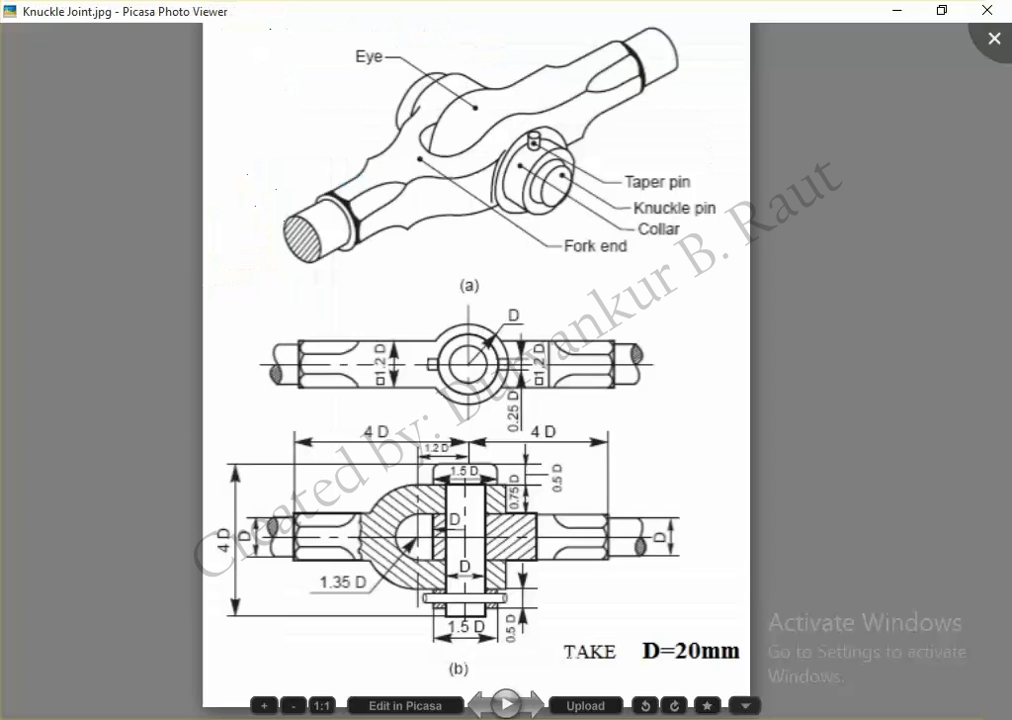 Knuckle Joint.jpg - Picasa Photo Viewer
Eye
Taper pin
Knuckle pin
Collar
Fork end
(a)
D
1.2 D
1.2 D
0.25 D
4 D
4 D
1.2 D
1.5 D
0.75 D
0.5 D
4 D
D
D
D
D
1.35 D
1.5 D
0.5 D
(b)
TAKE D=20mm
Created by: Durvankur B. Raut
Activate Windows
Go to Settings to activate
Windows.
1:1
Edit in Picasa
Upload